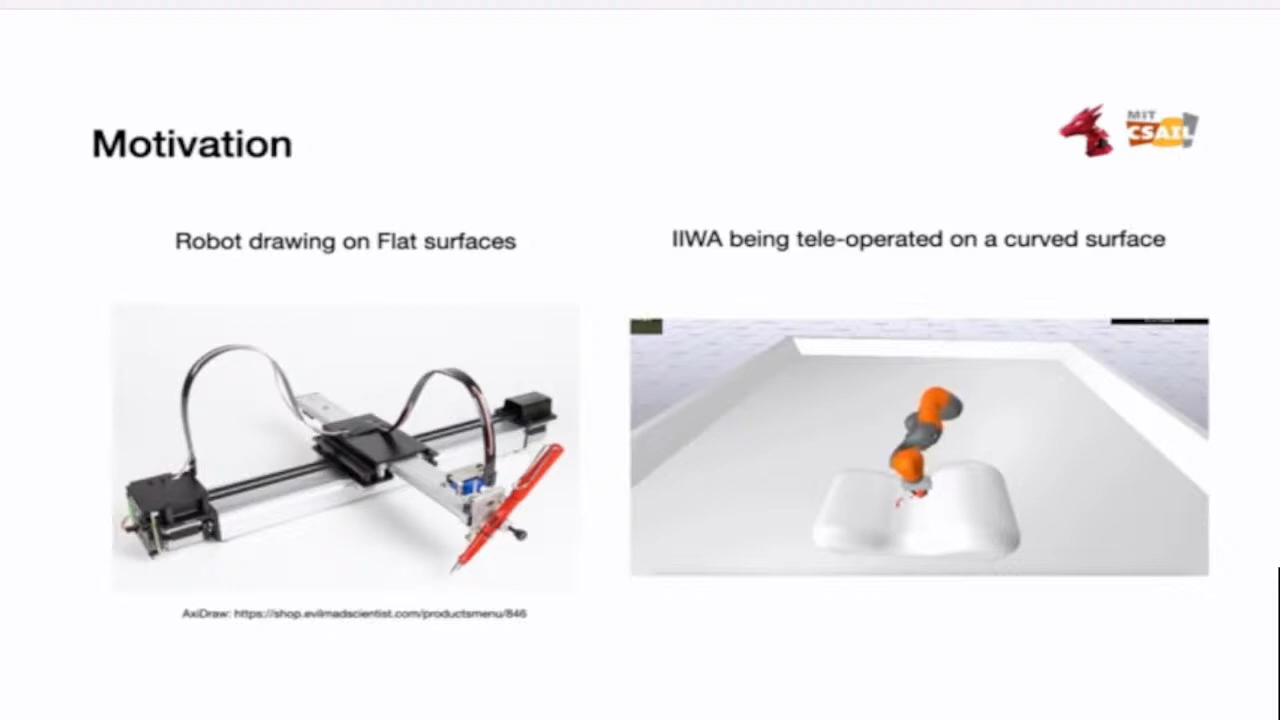 Motivation
MIT
CSAIL
Robot drawing on Flat surfaces
IIWA being tele-operated on a curved surface
AxiDraw: https://shop.evilmadscientist.com/productsmenu/846